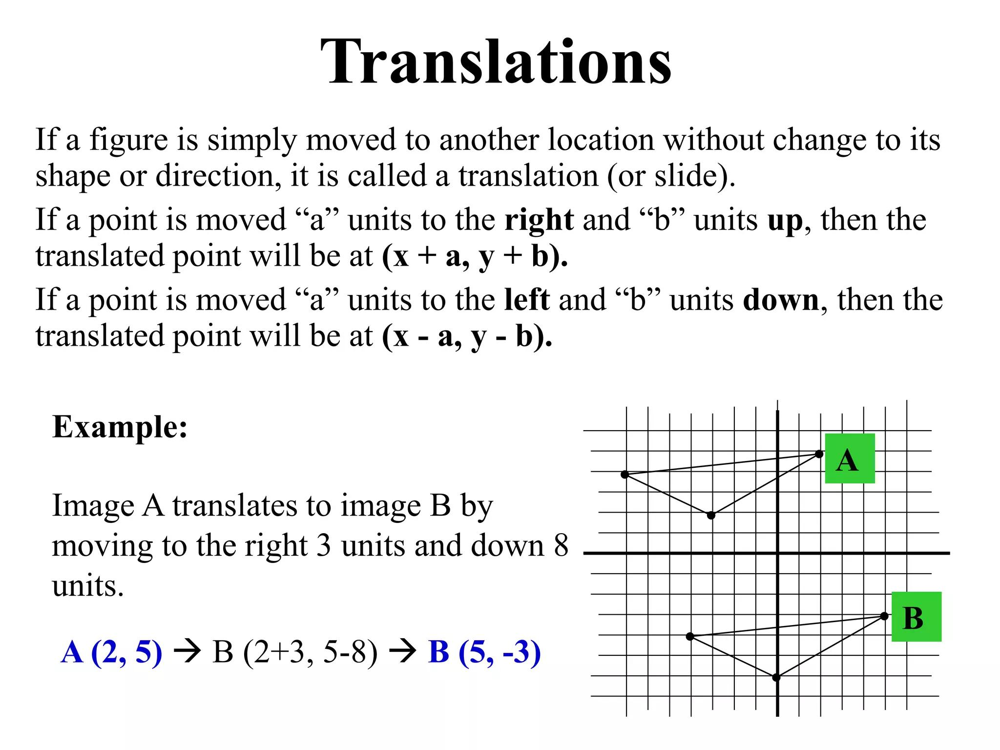 Translations
If a figure is simply moved to another location without change to its
shape or direction, it is called a translation (or slide).
If a point is moved “a” units to the right and “b” units up, then the
translated point will be at (x + a, y + b).
If a point is moved “a” units to the left and “b” units down, then the
translated point will be at (x - a, y - b).
Example:
Image A translates to image B by
moving to the right 3 units and down 8
units.
A (2, 5) → B (2+3, 5-8) → B (5, -3)
A
B